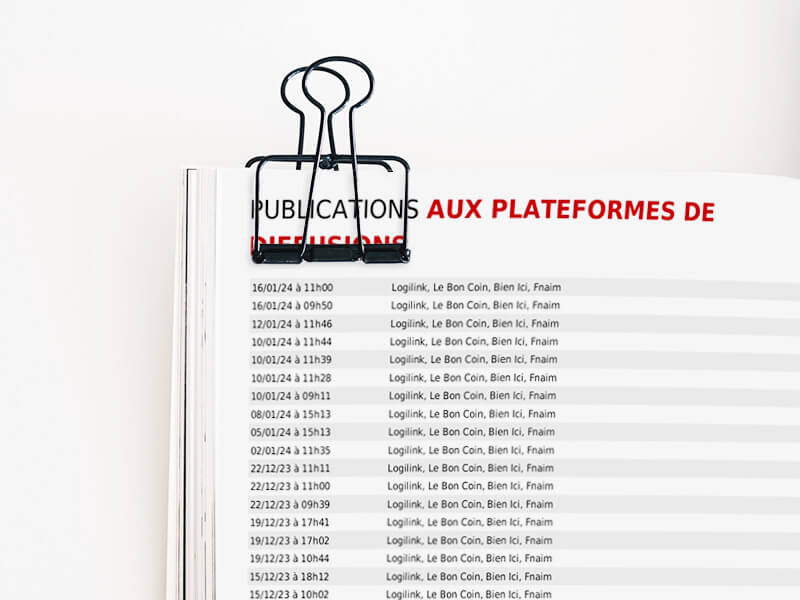 PUBLICATIONS AUX PLATEFORMES DE
DIFFUSIONS
16/01/24 à 11h00 Logilink, Le Bon Coin, Bien Ici, Fnaim
16/01/24 à 09h50 Logilink, Le Bon Coin, Bien Ici, Fnaim
12/01/24 à 11h46 Logilink, Le Bon Coin, Bien Ici, Fnaim
10/01/24 à 11h44 Logilink, Le Bon Coin, Bien Ici, Fnaim
10/01/24 à 11h39 Logilink, Le Bon Coin, Bien Ici, Fnaim
10/01/24 à 11h28 Logilink, Le Bon Coin, Bien Ici, Fnaim
10/01/24 à 09h11 Logilink, Le Bon Coin, Bien Ici, Fnaim
08/01/24 à 15h13 Logilink, Le Bon Coin, Bien Ici, Fnaim
05/01/24 à 15h13 Logilink, Le Bon Coin, Bien Ici, Fnaim
02/01/24 à 11h35 Logilink, Le Bon Coin, Bien Ici, Fnaim
22/12/23 à 11h11 Logilink, Le Bon Coin, Bien Ici, Fnaim
22/12/23 à 11h00 Logilink, Le Bon Coin, Bien Ici, Fnaim
22/12/23 à 09h39 Logilink, Le Bon Coin, Bien Ici, Fnaim
19/12/23 à 17h41 Logilink, Le Bon Coin, Bien Ici, Fnaim
19/12/23 à 17h02 Logilink, Le Bon Coin, Bien Ici, Fnaim
19/12/23 à 10h44 Logilink, Le Bon Coin, Bien Ici, Fnaim
15/12/23 à 18h12 Logilink, Le Bon Coin, Bien Ici, Fnaim
15/12/23 à 10h02 Logilink, Le Bon Coin, Bien Ici, Fnaim